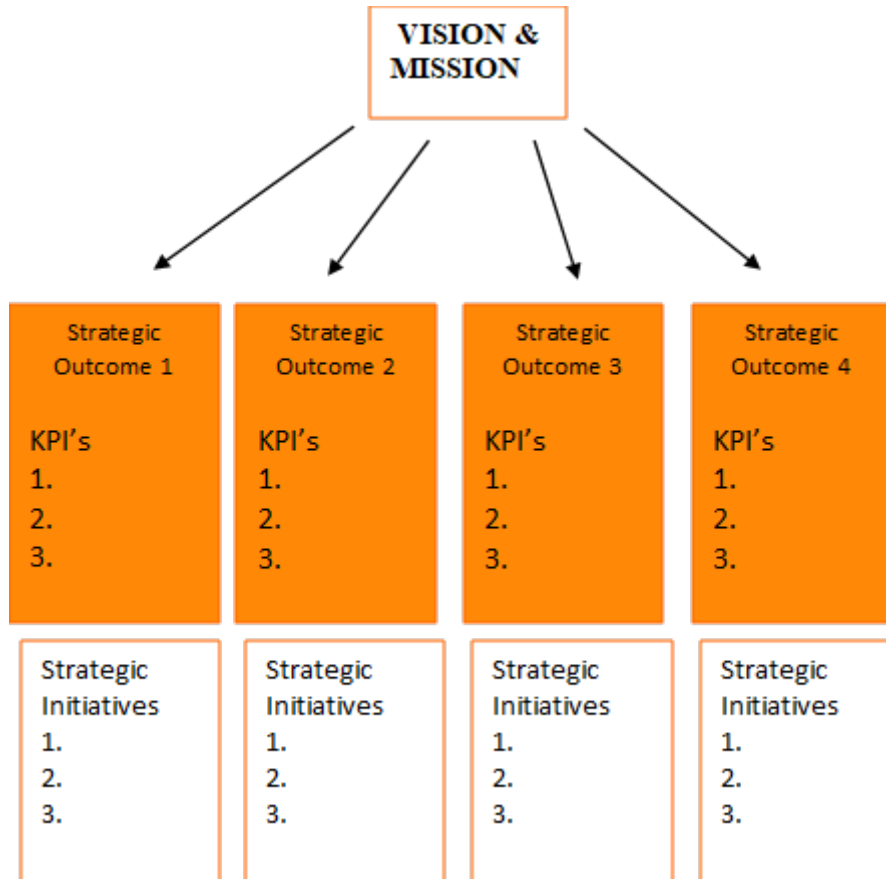 VISION &
MISSION
Strategic
Outcome 1
KPI’s
1.
2.
3.
Strategic
Outcome 2
KPI’s
1.
2.
3.
Strategic
Outcome 3
KPI’s
1.
2.
3.
Strategic
Outcome 4
KPI’s
1.
2.
3.
Strategic
Initiatives
1.
2.
3.
Strategic
Initiatives
1.
2.
3.
Strategic
Initiatives
1.
2.
3.
Strategic
Initiatives
1.
2.
3.